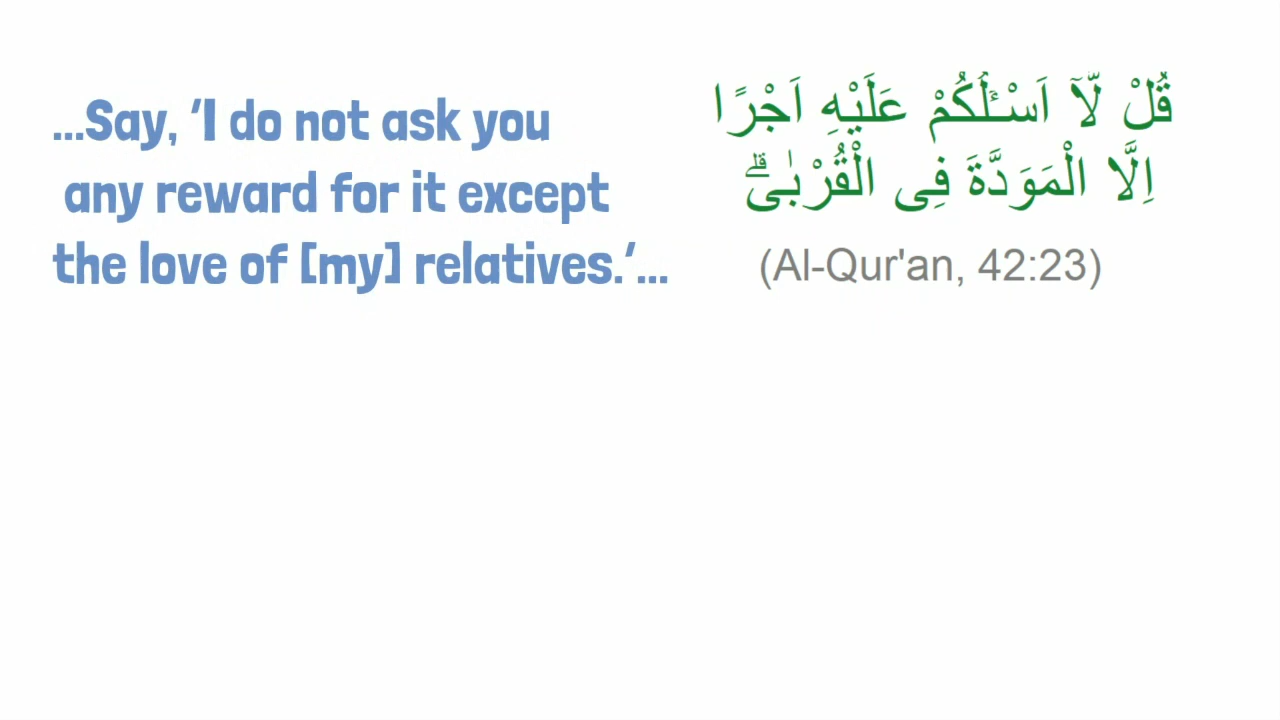 ...Say, ‘I do not ask you
any reward for it except
the love of [my] relatives.’...
قُلْ لَّاۤ اَسْـَٔلُكُمْ عَلَیْهِ اَجْرًا
اِلَّا الْمَوَدَّةَ فِی الْقُرْبٰیؕ ۗ
(Al-Qur'an, 42:23)